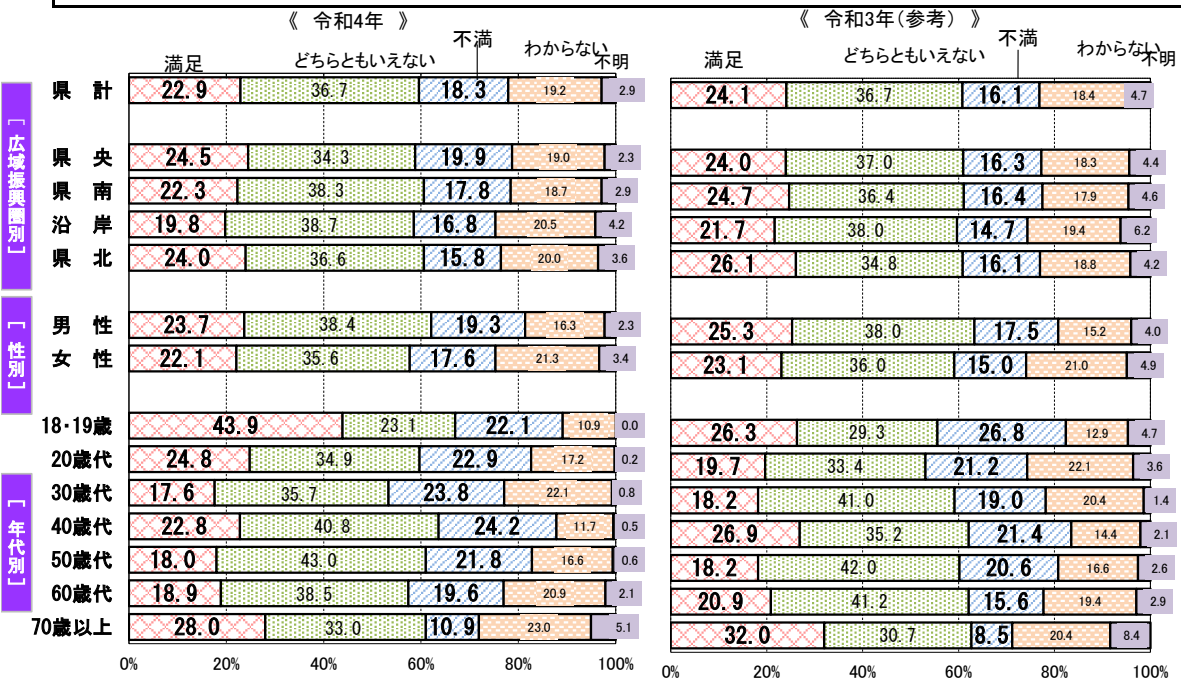 《 令和4年 》
満足 どちらともいえない 不満 わからない 不明
[ 広域振興圏別 ]
県 計 22.9 36.7 18.3 19.2 2.9
県 央 24.5 34.3 19.9 19.0 2.3
県 南 22.3 38.3 17.8 18.7 2.9
沿 岸 19.8 38.7 16.8 20.5 4.2
県 北 24.0 36.6 15.8 20.0 3.6
[ 性別 ]
男 性 23.7 38.4 19.3 16.3 2.3
女 性 22.1 35.6 17.6 21.3 3.4
[ 年代別 ]
18・19歳 43.9 23.1 22.1 10.9 0.0
20歳代 24.8 34.9 22.9 17.2 0.2
30歳代 17.6 35.7 23.8 22.1 0.8
40歳代 22.8 40.8 24.2 11.7 0.5
50歳代 18.0 43.0 21.8 16.6 0.6
60歳代 18.9 38.5 19.6 20.9 2.1
70歳以上 28.0 33.0 10.9 23.0 5.1
0% 20% 40% 60% 80% 100%
《 令和3年(参考) 》
満足 どちらともいえない 不満 わからない 不明
24.1 36.7 16.1 18.4 4.7
24.0 37.0 16.3 18.3 4.4
24.7 36.4 16.4 17.9 4.6
21.7 38.0 14.7 19.4 6.2
26.1 34.8 16.1 18.8 4.2
25.3 38.0 17.5 15.2 4.0
23.1 36.0 15.0 21.0 4.9
26.3 29.3 26.8 12.9 4.7
19.7 33.4 21.2 22.1 3.6
18.2 41.0 19.0 20.4 1.4
26.9 35.2 21.4 14.4 2.1
18.2 42.0 20.6 16.6 2.6
20.9 41.2 15.6 19.4 2.9
32.0 30.7 8.5 20.4 8.4
0% 20% 40% 60% 80% 100%